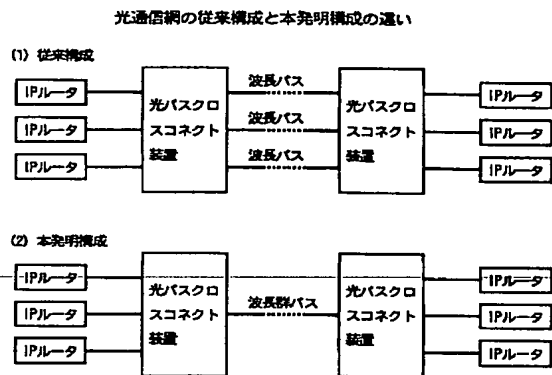 光通信網の従来構成と本発明構成の違い
(1) 従来構成
IPルータ
IPルータ
IPルータ
光パスクロ
スコネクト
装置
波長パス
波長パス
波長パス
光パスクロ
スコネクト
装置
IPルータ
IPルータ
IPルータ
(2) 本発明構成
IPルータ
IPルータ
IPルータ
光パスクロ
スコネクト
装置
波長群パス
光パスクロ
スコネクト
装置
IPルータ
IPルータ
IPルータ